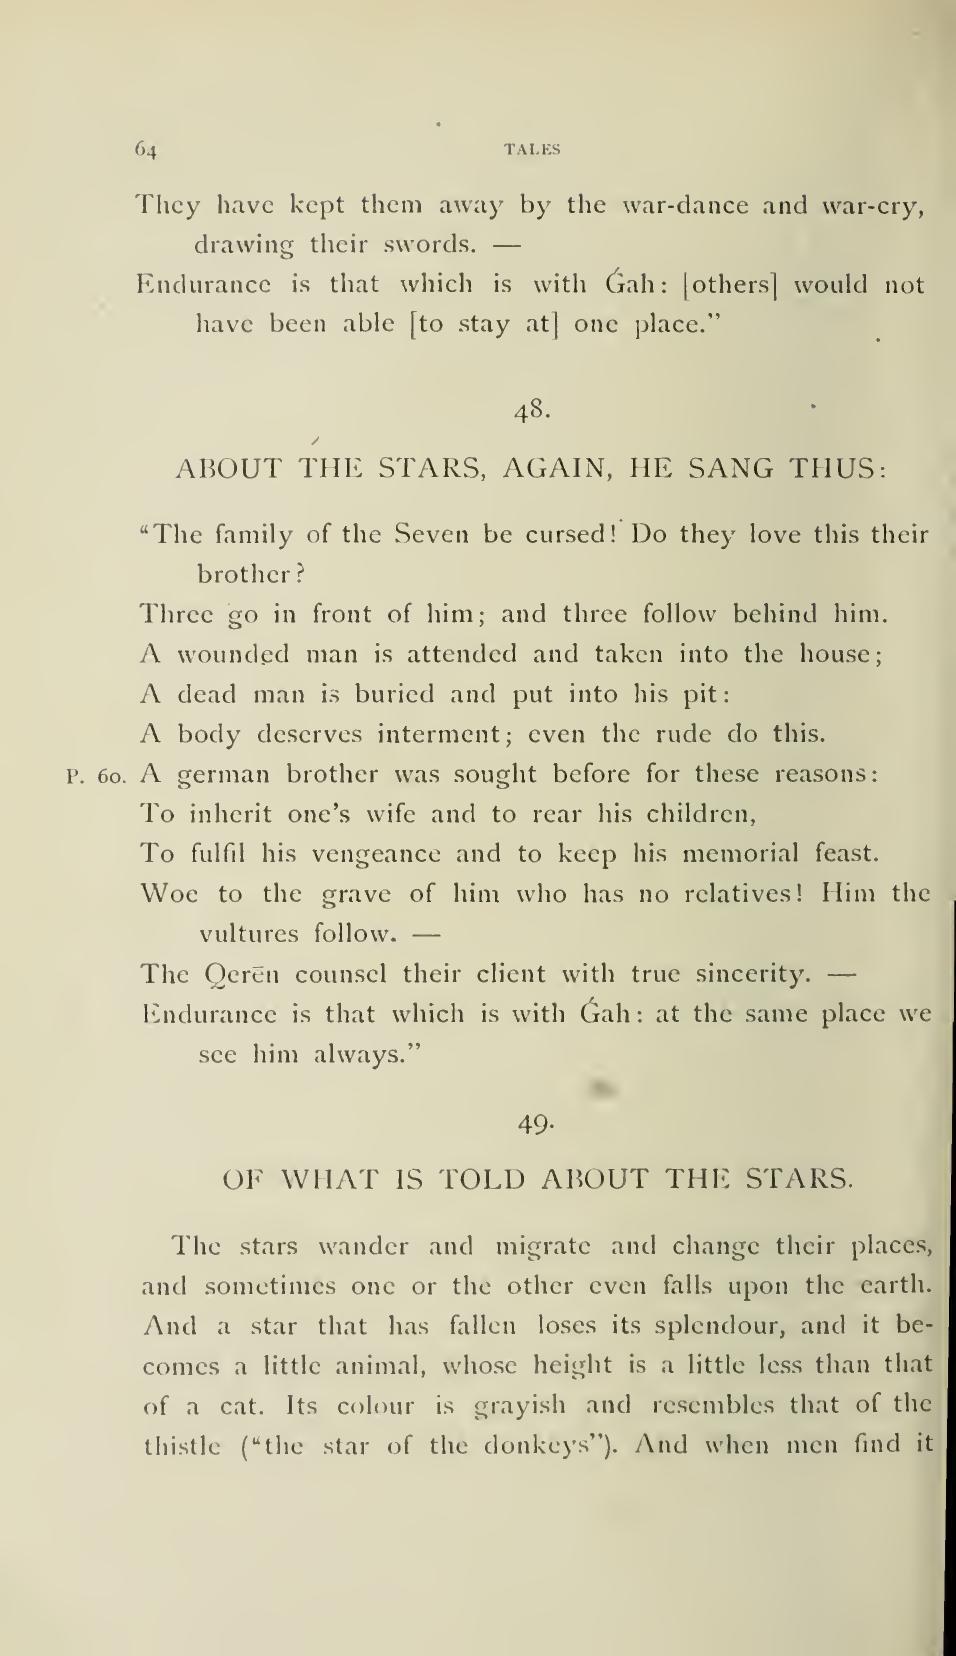 64 TALES
They have kept them away by the war-dance and war-cry,
drawing their swords. —
Endurance is that which is with Ǵah: [others] would not
have been able [to stay at] one place.”
48.
ABOUT THE STARS, AGAIN, HE SANG THUS:
“The family of the Seven be cursed! Do they love this their
brother?
Three go in front of him; and three follow behind him.
A wounded man is attended and taken into the house;
A dead man is buried and put into his pit:
A body deserves interment; even the rude do this.
P. 60. A german brother was sought before for these reasons:
To inherit one’s wife and to rear his children,
To fulfil his vengeance and to keep his memorial feast.
Woe to the grave of him who has no relatives! Him the
vultures follow. —
The Qerēn counsel their client with true sincerity. —
Endurance is that which is with Ǵah: at the same place we
see him always.”
49.
OF WHAT IS TOLD ABOUT THE STARS.
The stars wander and migrate and change their places,
and sometimes one or the other even falls upon the earth.
And a star that has fallen loses its splendour, and it be-
comes a little animal, whose height is a little less than that
of a cat. Its colour is grayish and resembles that of the
thistle (“the star of the donkeys”). And when men find it